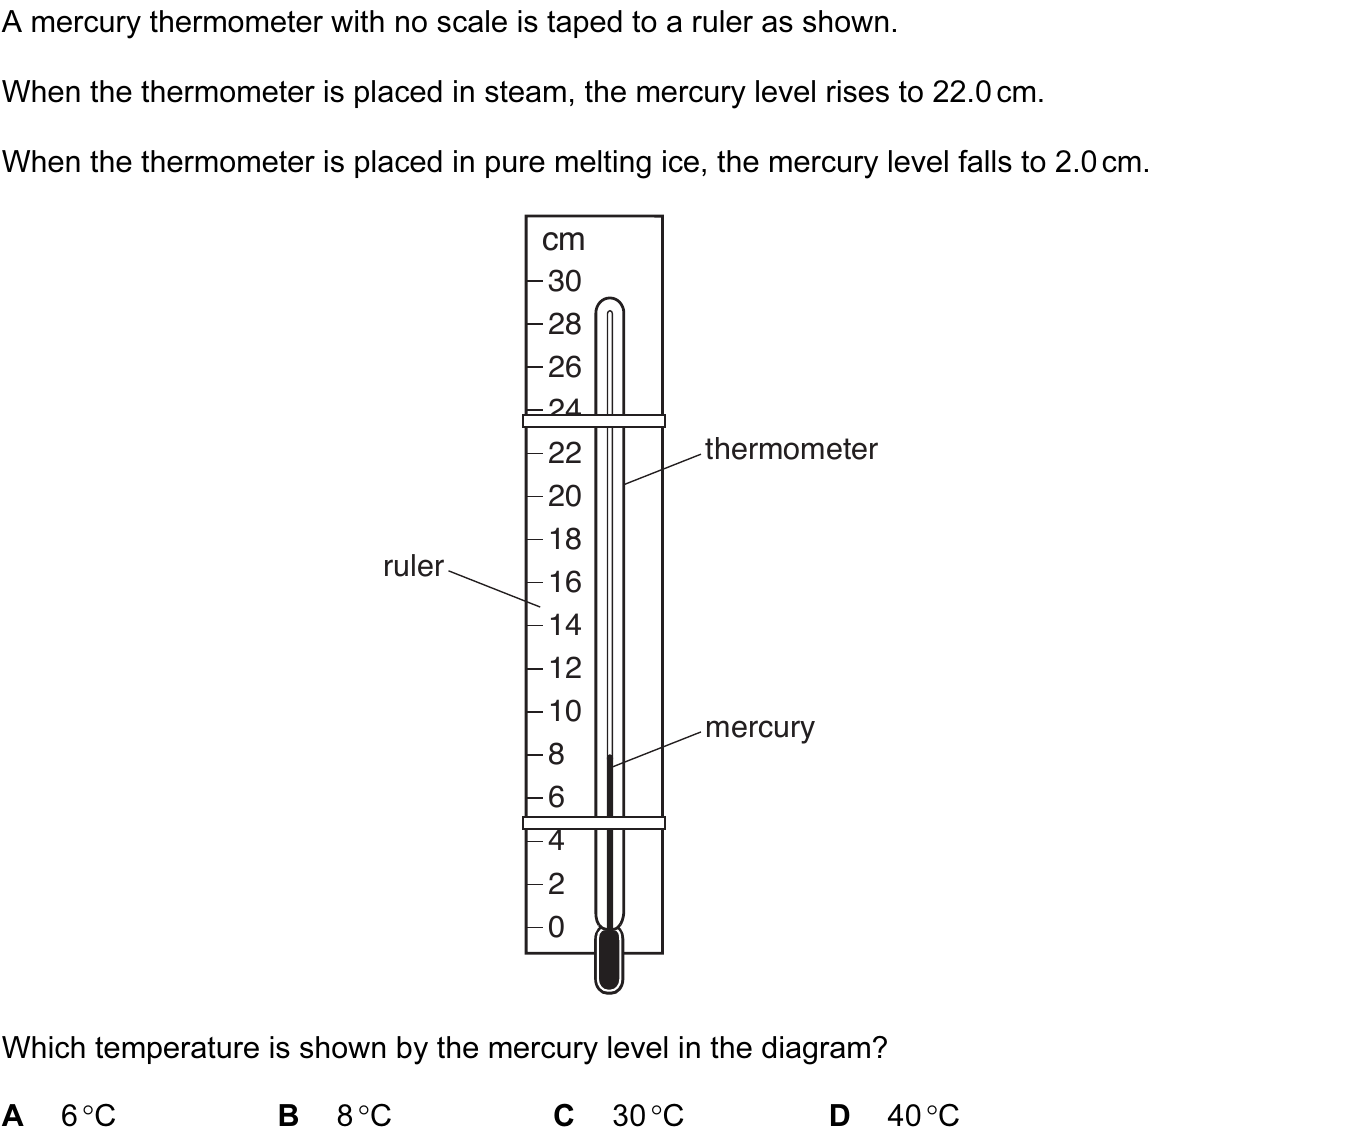 A mercury thermometer with no scale is taped to a ruler as shown.
When the thermometer is placed in steam, the mercury level rises to 22.0 cm.
When the thermometer is placed in pure melting ice, the mercury level falls to 2.0 cm.
cm
30
28
26
24
22
thermometer
20
18
ruler
16
14
12
10
mercury
8
6
4
2
0
Which temperature is shown by the mercury level in the diagram?
A 6 °C B 8 °C C 30 °C D 40 °C